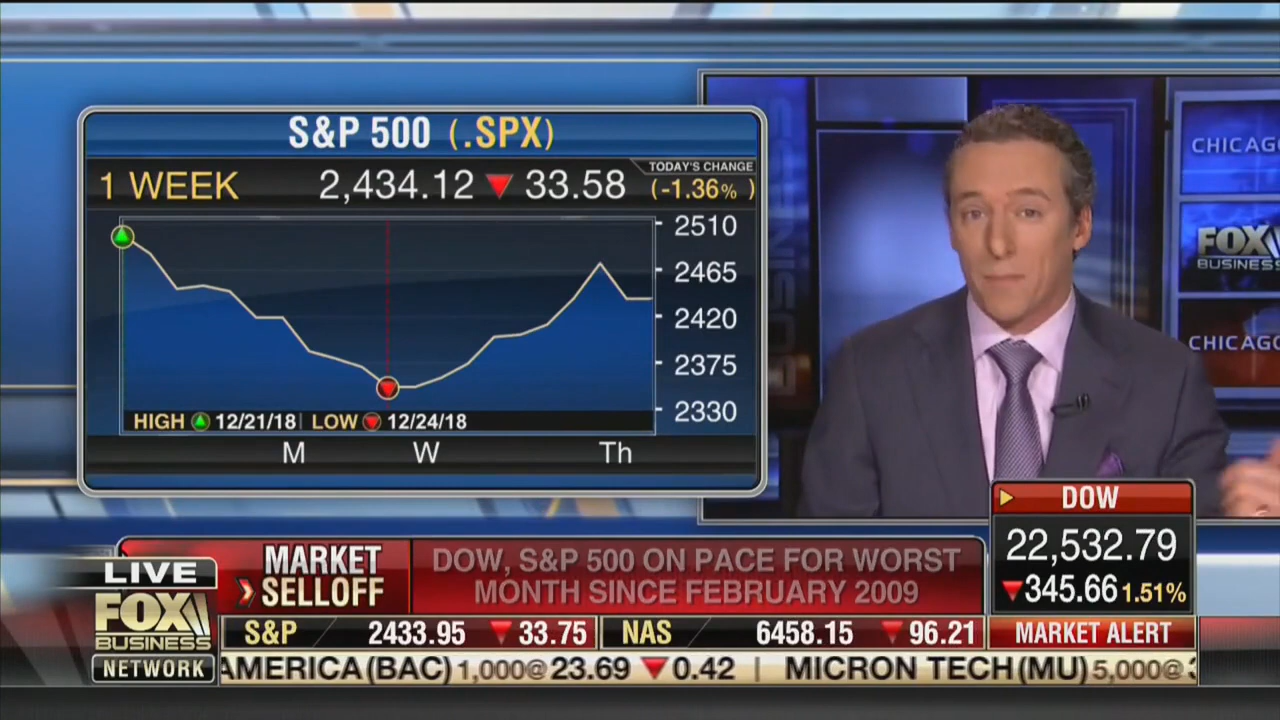 S&P 500 (.SPX)
1 WEEK 2,434.12 33.58 TODAY'S CHANGE (-1.36% )
2510
2465
2420
2375
2330
HIGH 12/21/18 LOW 12/24/18
M W Th
CHICAGO
FOX
BUSINESS
CHICAGO
DOW
22,532.79
345.66 1.51%
MARKET ALERT
MARKET SELLOFF
DOW, S&P 500 ON PACE FOR WORST
MONTH SINCE FEBRUARY 2009
LIVE
FOX
BUSINESS
NETWORK
S&P 2433.95 33.75 NAS 6458.15 96.21
AMERICA (BAC) 1,000@ 23.69 0.42 | MICRON TECH (MU) 5,000@